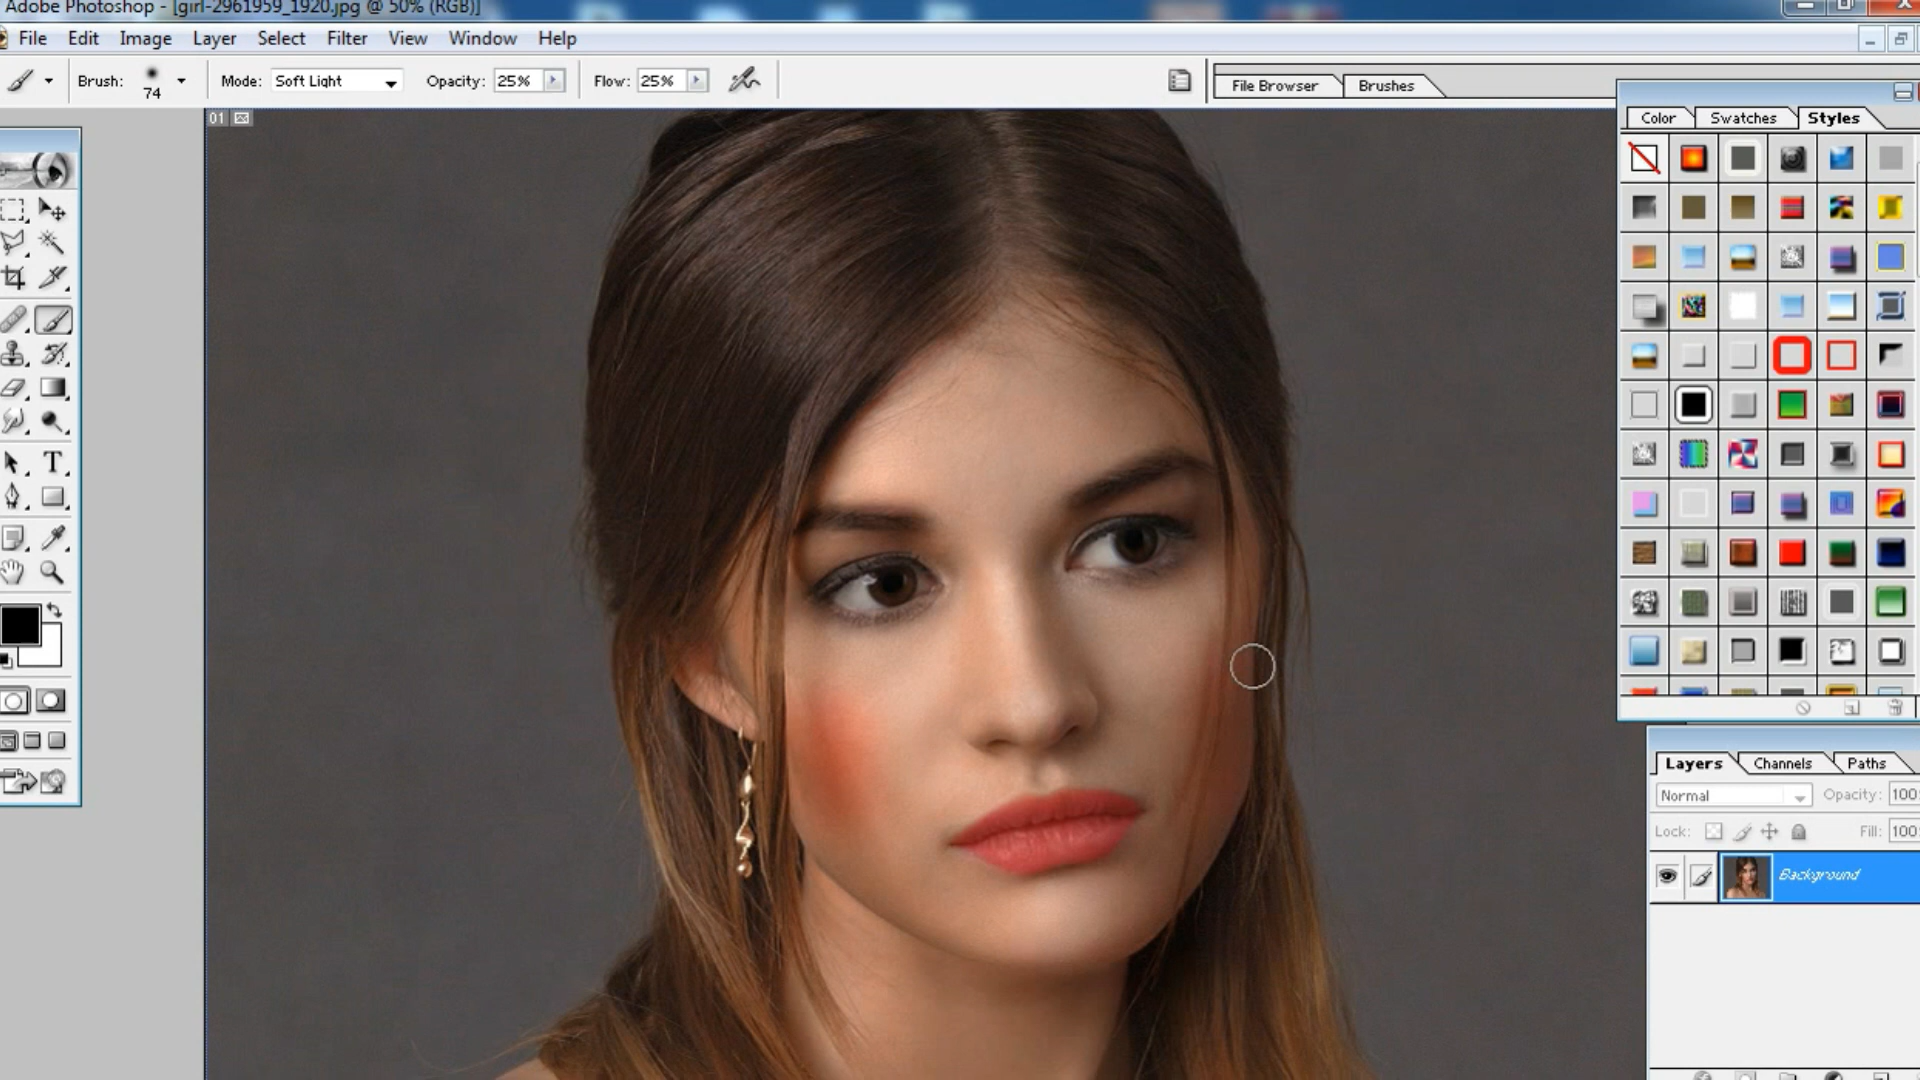 Adobe Photoshop - [girl-2961959_1920.jpg @ 50% (RGB)]
File Edit Image Layer Select Filter View Window Help
Brush: 74 Mode: Soft Light Opacity: 25% Flow: 25% File Browser Brushes
01
Color Swatches Styles
T
Layers Channels Paths
Normal Opacity: 100
Lock: Fill: 100
Background